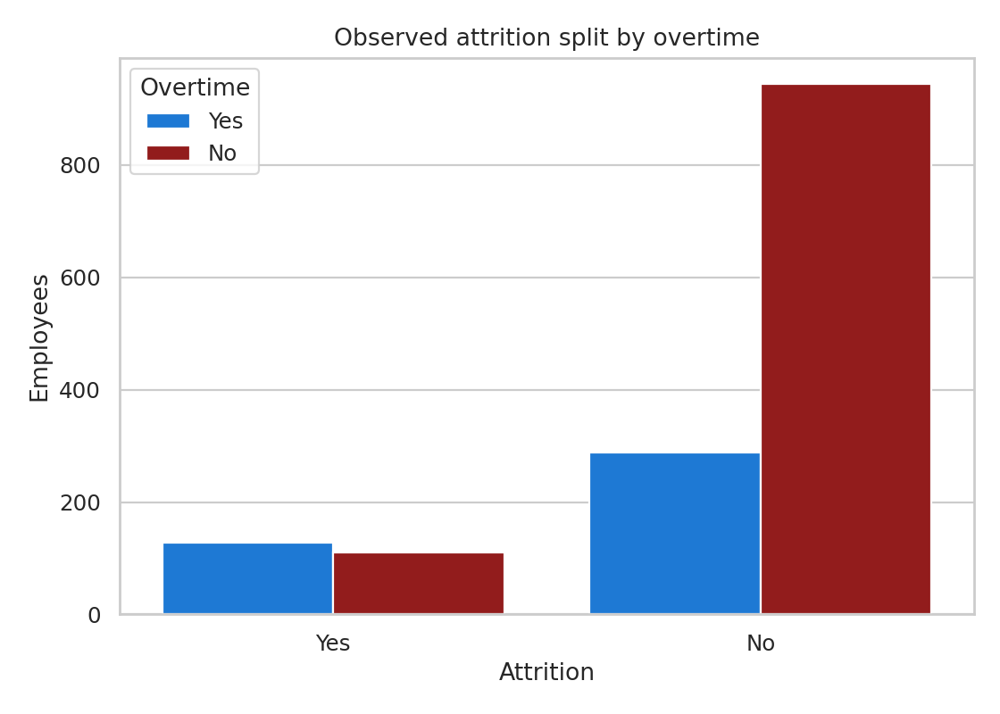 Observed attrition split by overtime
Overtime
Yes
No
800
600
400
200
0
Employees
Yes
No
Attrition